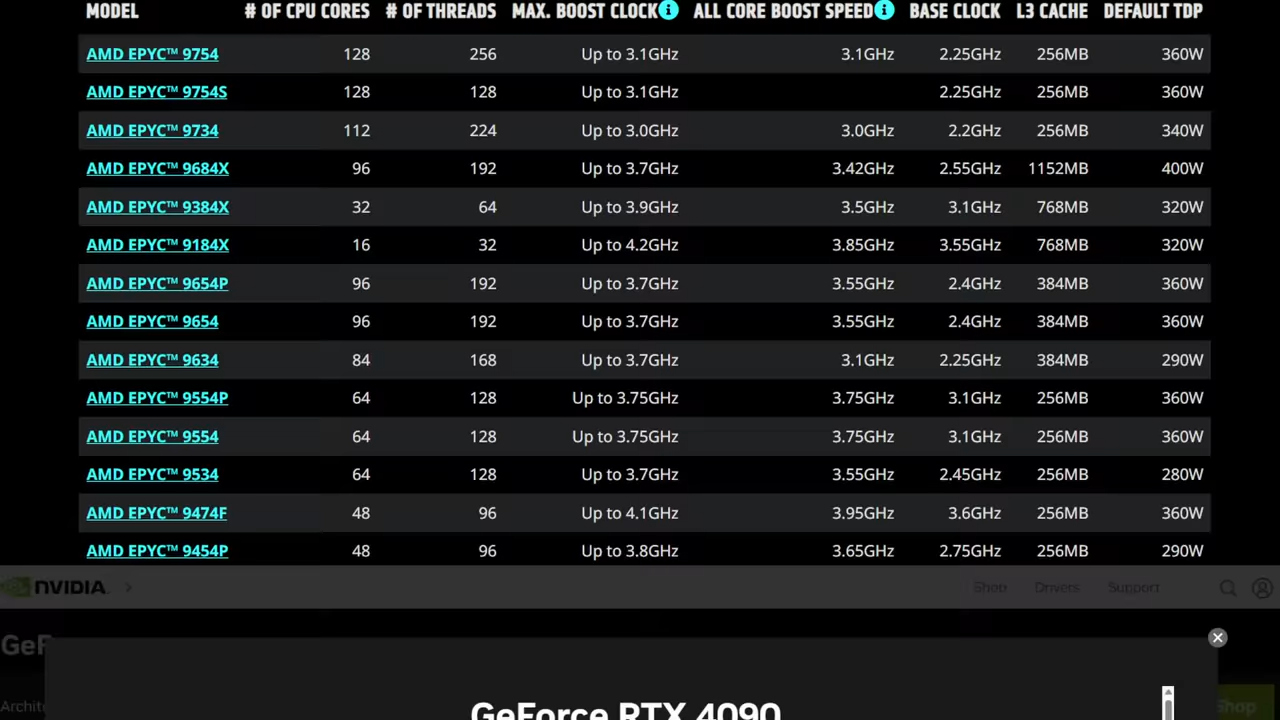 MODEL # OF CPU CORES # OF THREADS MAX. BOOST CLOCK ALL CORE BOOST SPEED BASE CLOCK L3 CACHE DEFAULT TDP
AMD EPYC™ 9754 128 256 Up to 3.1GHz 3.1GHz 2.25GHz 256MB 360W
AMD EPYC™ 9754S 128 128 Up to 3.1GHz 2.25GHz 256MB 360W
AMD EPYC™ 9734 112 224 Up to 3.0GHz 3.0GHz 2.2GHz 256MB 340W
AMD EPYC™ 9684X 96 192 Up to 3.7GHz 3.42GHz 2.55GHz 1152MB 400W
AMD EPYC™ 9384X 32 64 Up to 3.9GHz 3.5GHz 3.1GHz 768MB 320W
AMD EPYC™ 9184X 16 32 Up to 4.2GHz 3.85GHz 3.55GHz 768MB 320W
AMD EPYC™ 9654P 96 192 Up to 3.7GHz 3.55GHz 2.4GHz 384MB 360W
AMD EPYC™ 9654 96 192 Up to 3.7GHz 3.55GHz 2.4GHz 384MB 360W
AMD EPYC™ 9634 84 168 Up to 3.7GHz 3.1GHz 2.25GHz 384MB 290W
AMD EPYC™ 9554P 64 128 Up to 3.75GHz 3.75GHz 3.1GHz 256MB 360W
AMD EPYC™ 9554 64 128 Up to 3.75GHz 3.75GHz 3.1GHz 256MB 360W
AMD EPYC™ 9534 64 128 Up to 3.7GHz 3.55GHz 2.45GHz 256MB 280W
AMD EPYC™ 9474F 48 96 Up to 4.1GHz 3.95GHz 3.6GHz 256MB 360W
AMD EPYC™ 9454P 48 96 Up to 3.8GHz 3.65GHz 2.75GHz 256MB 290W
NVIDIA Shop Drivers Support
GeF
Archit Shop
GeForce RTX 4090